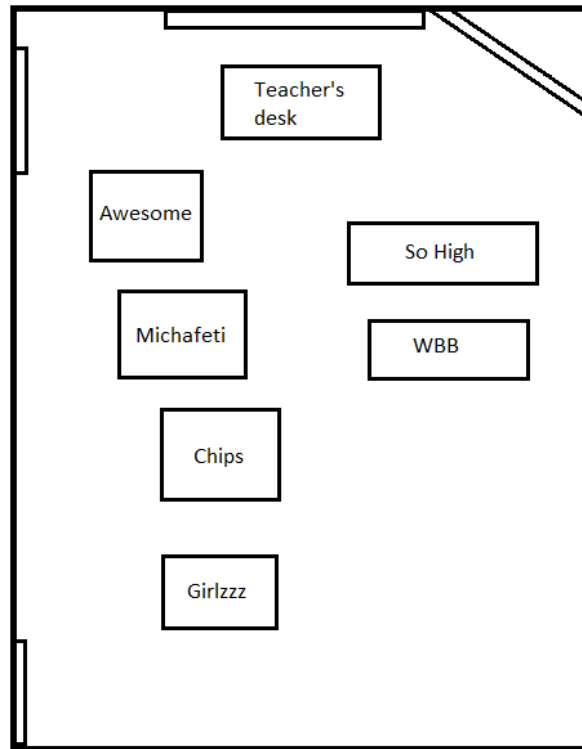 Teacher's
desk
Awesome
So High
Michafeti
WBB
Chips
Girlzzz